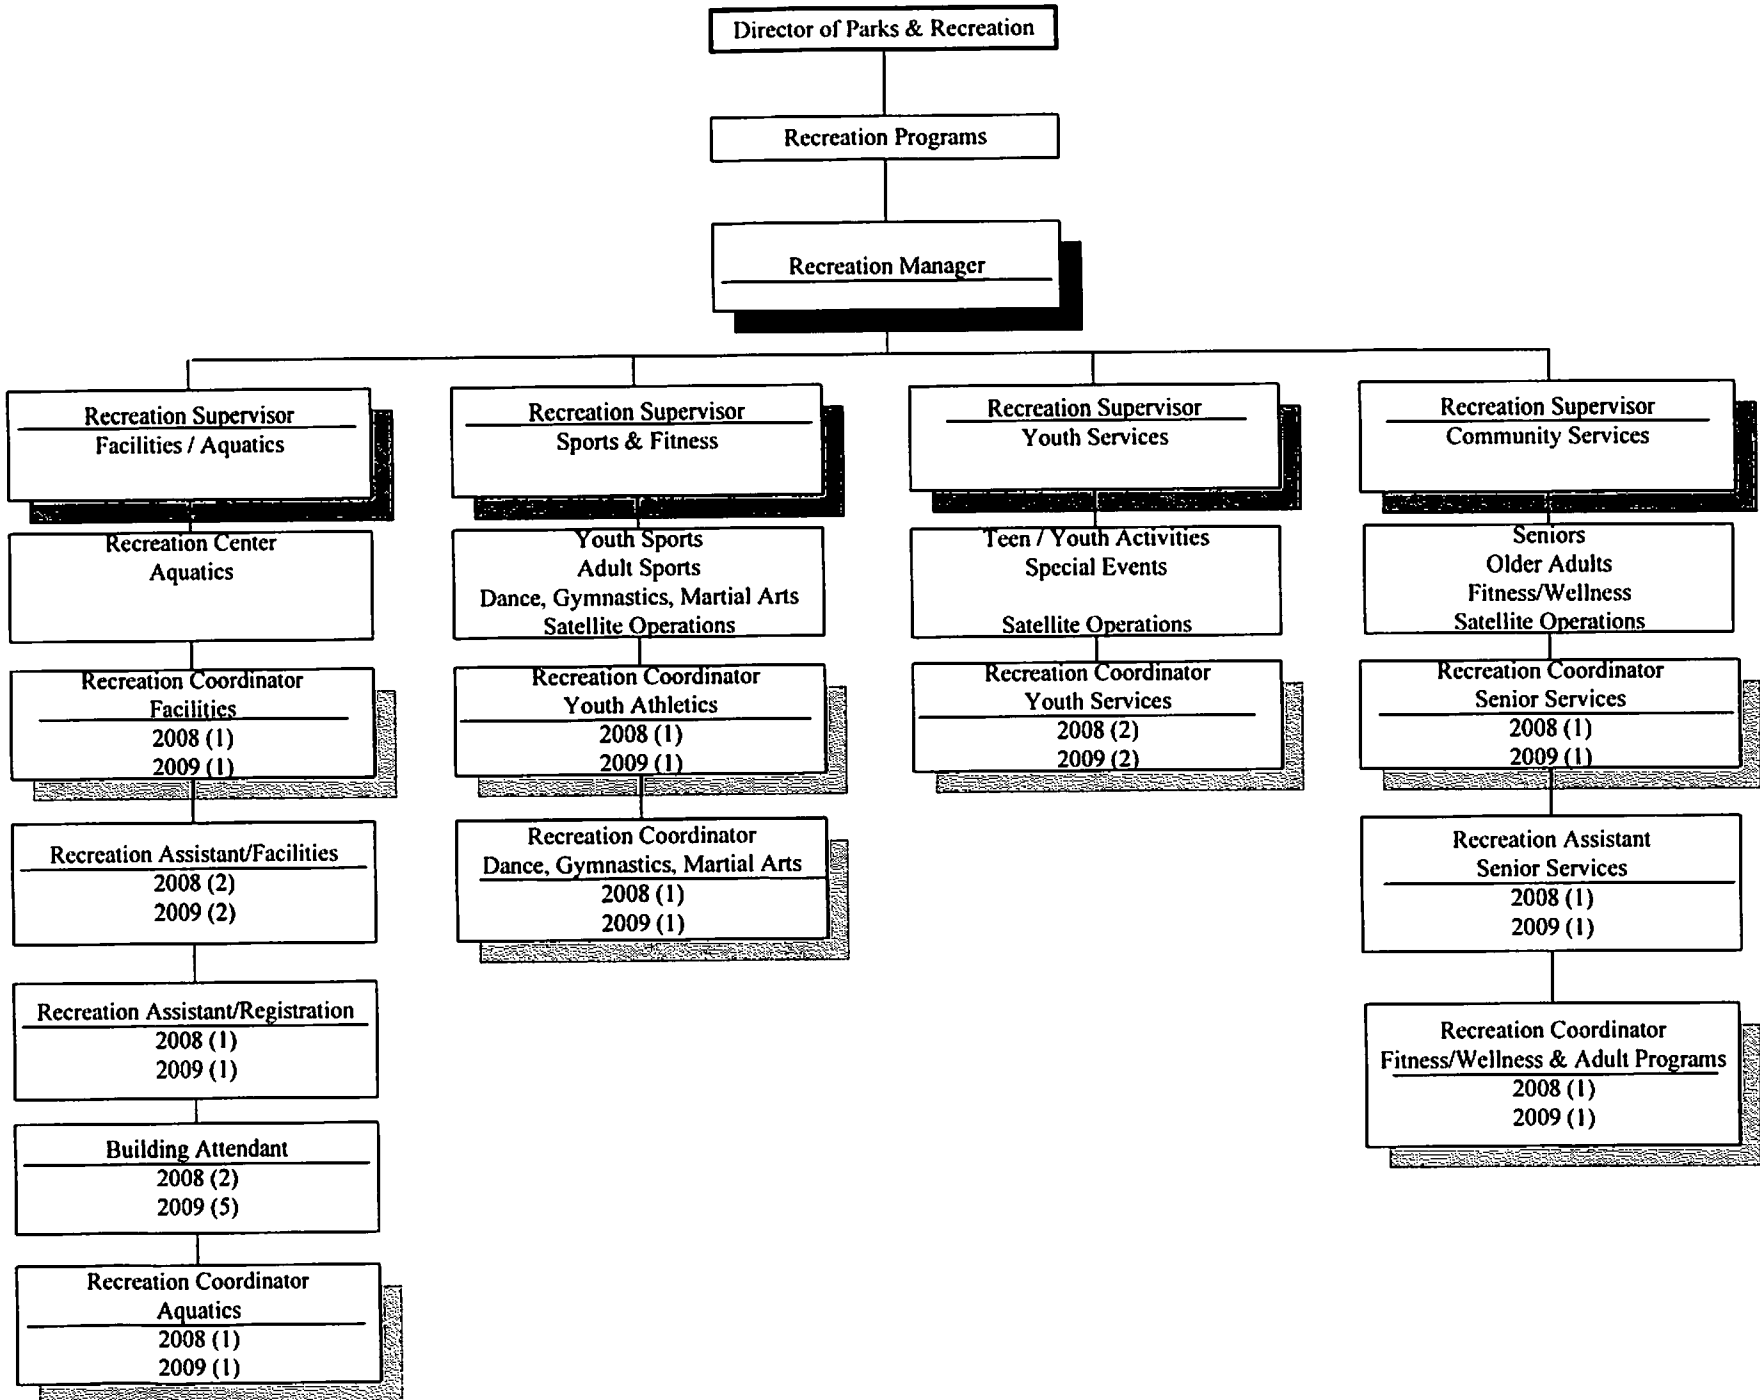 Director of Parks & Recreation
Recreation Programs
Recreation Manager
Recreation Supervisor
Facilities / Aquatics
Recreation Center
Aquatics
Recreation Coordinator
Facilities
2008 (1)
2009 (1)
Recreation Assistant/Facilities
2008 (2)
2009 (2)
Recreation Assistant/Registration
2008 (1)
2009 (1)
Building Attendant
2008 (2)
2009 (5)
Recreation Coordinator
Aquatics
2008 (1)
2009 (1)
Recreation Supervisor
Sports & Fitness
Youth Sports
Adult Sports
Dance, Gymnastics, Martial Arts
Satellite Operations
Recreation Coordinator
Youth Athletics
2008 (1)
2009 (1)
Recreation Coordinator
Dance, Gymnastics, Martial Arts
2008 (1)
2009 (1)
Recreation Supervisor
Youth Services
Teen / Youth Activities
Special Events
Satellite Operations
Recreation Coordinator
Youth Services
2008 (2)
2009 (2)
Recreation Supervisor
Community Services
Seniors
Older Adults
Fitness/Wellness
Satellite Operations
Recreation Coordinator
Senior Services
2008 (1)
2009 (1)
Recreation Assistant
Senior Services
2008 (1)
2009 (1)
Recreation Coordinator
Fitness/Wellness & Adult Programs
2008 (1)
2009 (1)